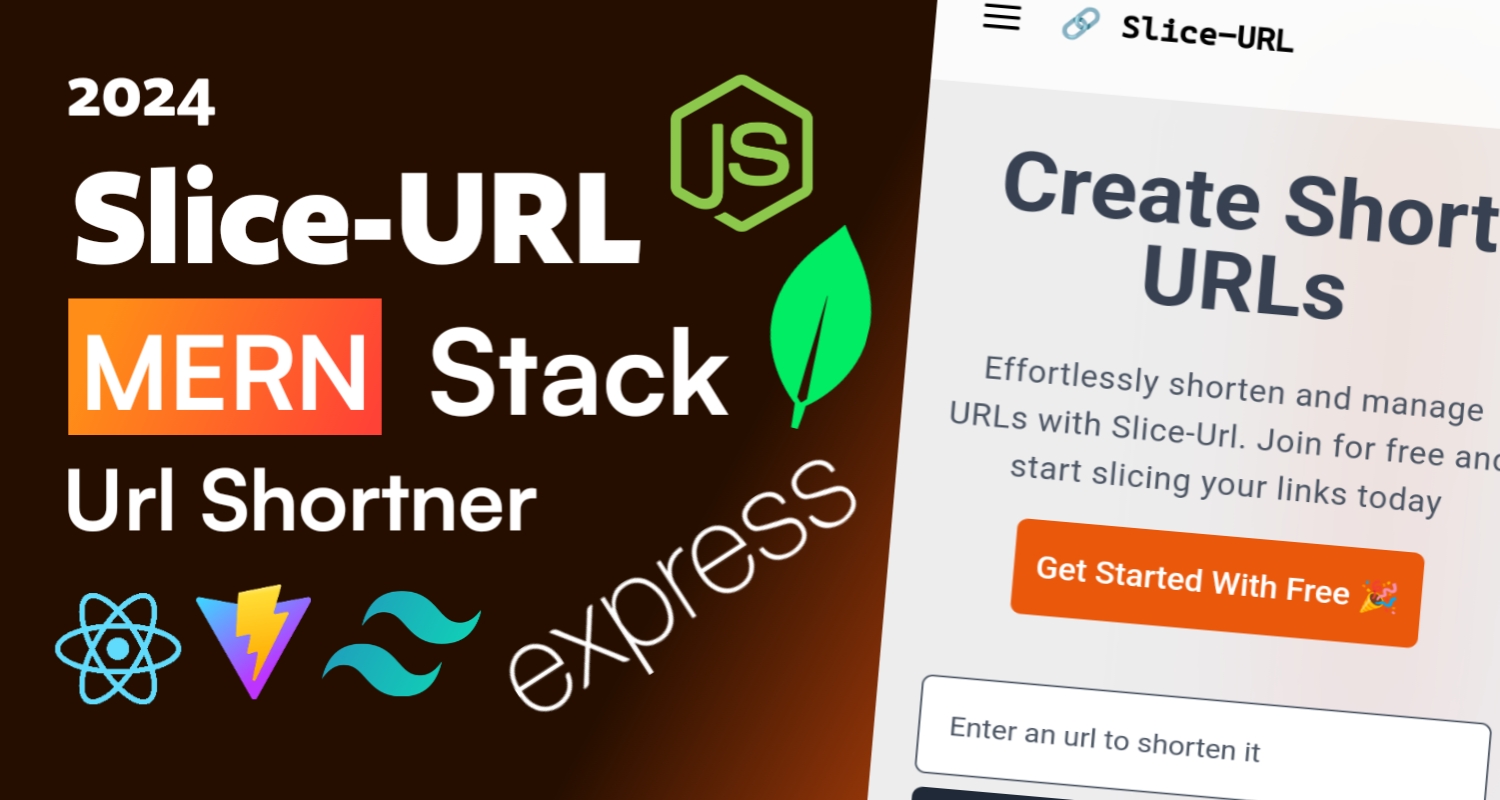 2024
Slice-URL
MERN Stack
Url Shortner
JS
express
🔗 Slice-URL
Create Short
URLs
Effortlessly shorten and manage
URLs with Slice-Url. Join for free and
start slicing your links today
Get Started With Free 🎉
Enter an url to shorten it